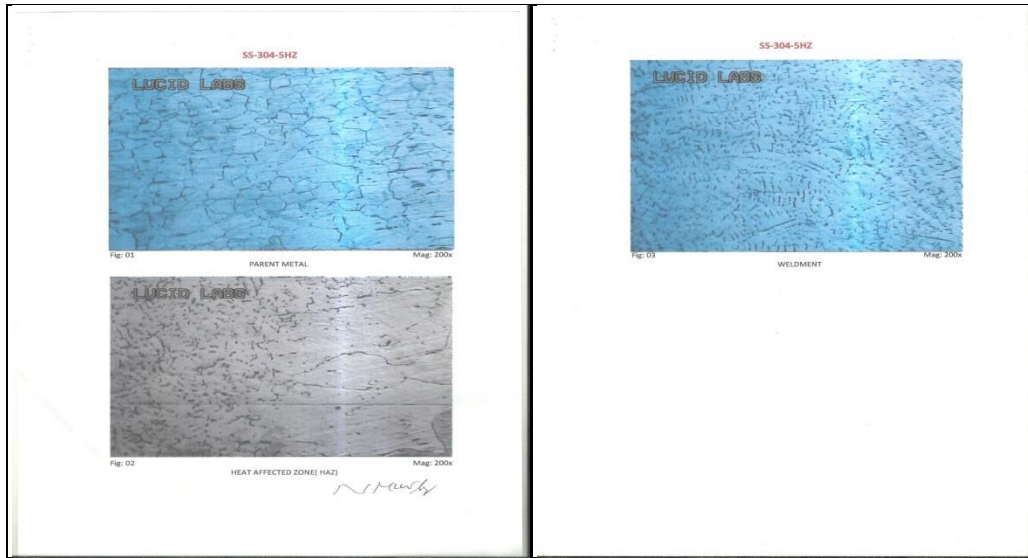 SS-304-5HZ
LUCID LABS
Fig: 01
Mag: 200x
PARENT METAL
LUCID LABS
Fig: 02
Mag: 200x
HEAT AFFECTED ZONE( HAZ)
SS-304-5HZ
LUCID LABS
Fig: 03
Mag: 200x
WELDMENT